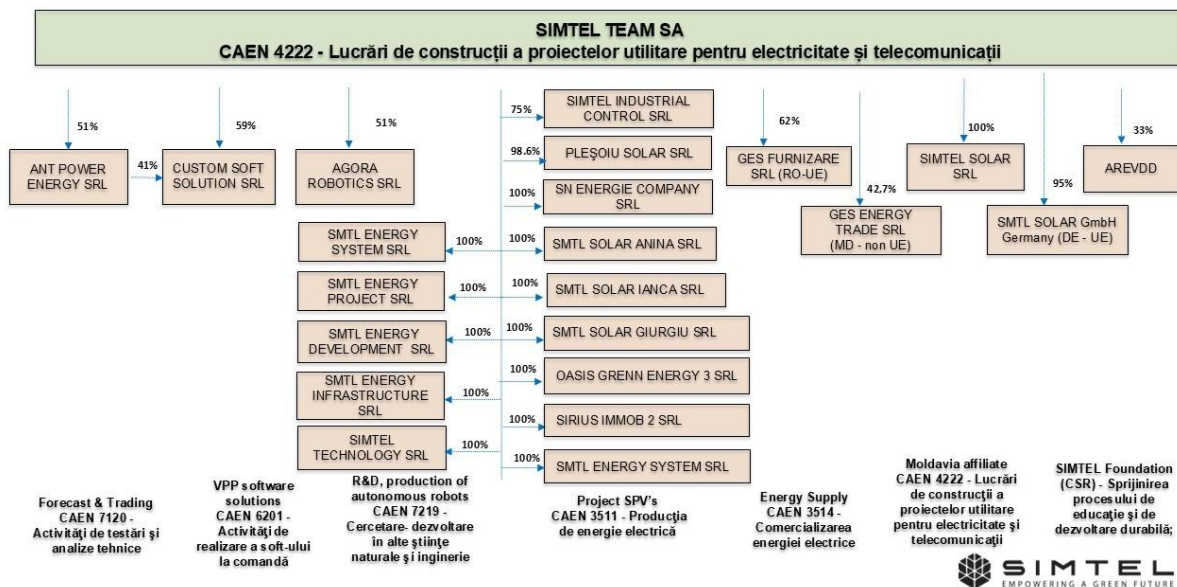 SIMTEL TEAM SA
CAEN 4222 - Lucrări de construcții a proiectelor utilitare pentru electricitate și telecomunicații
51%
59%
51%
75%
62%
100%
33%
ANT POWER
ENERGY SRL
41%
CUSTOM SOFT
SOLUTION SRL
AGORA
ROBOTICS SRL
SIMTEL INDUSTRIAL
CONTROL SRL
98.6%
PLEȘOIU SOLAR SRL
100%
SN ENERGIE COMPANY
SRL
GES FURNIZARE
SRL (RO-UE)
42,7%
GES ENERGY
TRADE SRL
(MD - non UE)
SIMTEL SOLAR
SRL
95%
SMTL SOLAR GmbH
Germany (DE - UE)
AREVDD
SMTL ENERGY
SYSTEM SRL
100%
100%
SMTL SOLAR ANINA SRL
SMTL ENERGY
PROJECT SRL
100%
100%
SMTL SOLAR IANCA SRL
SMTL ENERGY
DEVELOPMENT SRL
100%
100%
SMTL SOLAR GIURGIU SRL
SMTL ENERGY
INFRASTRUCTURE
SRL
100%
100%
OASIS GRENN ENERGY 3 SRL
100%
SIRIUS IMMOB 2 SRL
SIMTEL
TECHNOLOGY SRL
100%
100%
SMTL ENERGY SYSTEM SRL
Forecast & Trading
CAEN 7120 -
Activități de testări și
analize tehnice
VPP software
solutions
CAEN 6201 -
Activități de
realizare a soft-ului
la comandă
R&D, production of
autonomous robots
CAEN 7219 -
Cercetare- dezvoltare
în alte științe
naturale și inginerie
Project SPV's
CAEN 3511 - Producția
de energie electrică
Energy Supply
CAEN 3514 -
Comercializarea
energiei electrice
Moldavia affiliate
CAEN 4222 - Lucrări
de construcții a
proiectelor utilitare
pentru electricitate și
telecomunicații
SIMTEL Foundation
(CSR) - Sprijinirea
procesului de
educație și de
dezvoltare durabilă;
SIMTEL
EMPOWERING A GREEN FUTURE